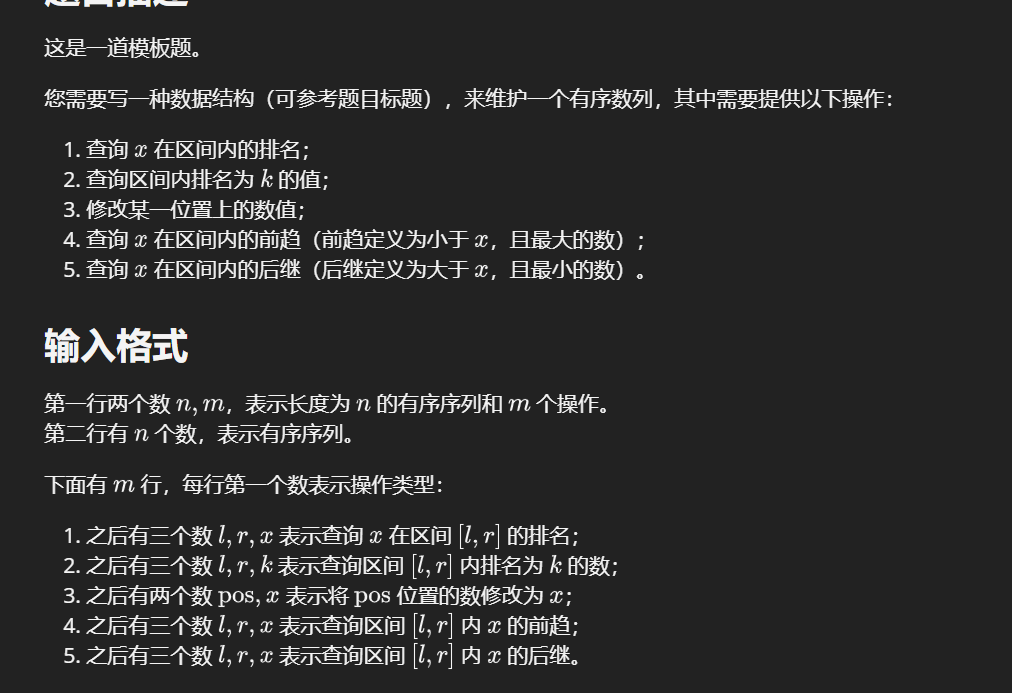 题目描述
这是一道模板题。
您需要写一种数据结构（可参考题目标题），来维护一个有序数列，其中需要提供以下操作：
1. 查询 x 在区间内的排名；
2. 查询区间内排名为 k 的值；
3. 修改某一位置上的数值；
4. 查询 x 在区间内的前趋（前趋定义为小于 x，且最大的数）；
5. 查询 x 在区间内的后继（后继定义为大于 x，且最小的数）。
输入格式
第一行两个数 n, m，表示长度为 n 的有序序列和 m 个操作。
第二行有 n 个数，表示有序序列。
下面有 m 行，每行第一个数表示操作类型：
1. 之后有三个数 l, r, x 表示查询 x 在区间 [l, r] 的排名；
2. 之后有三个数 l, r, k 表示查询区间 [l, r] 内排名为 k 的数；
3. 之后有两个数 pos, x 表示将 pos 位置的数修改为 x；
4. 之后有三个数 l, r, x 表示查询区间 [l, r] 内 x 的前趋；
5. 之后有三个数 l, r, x 表示查询区间 [l, r] 内 x 的后继。